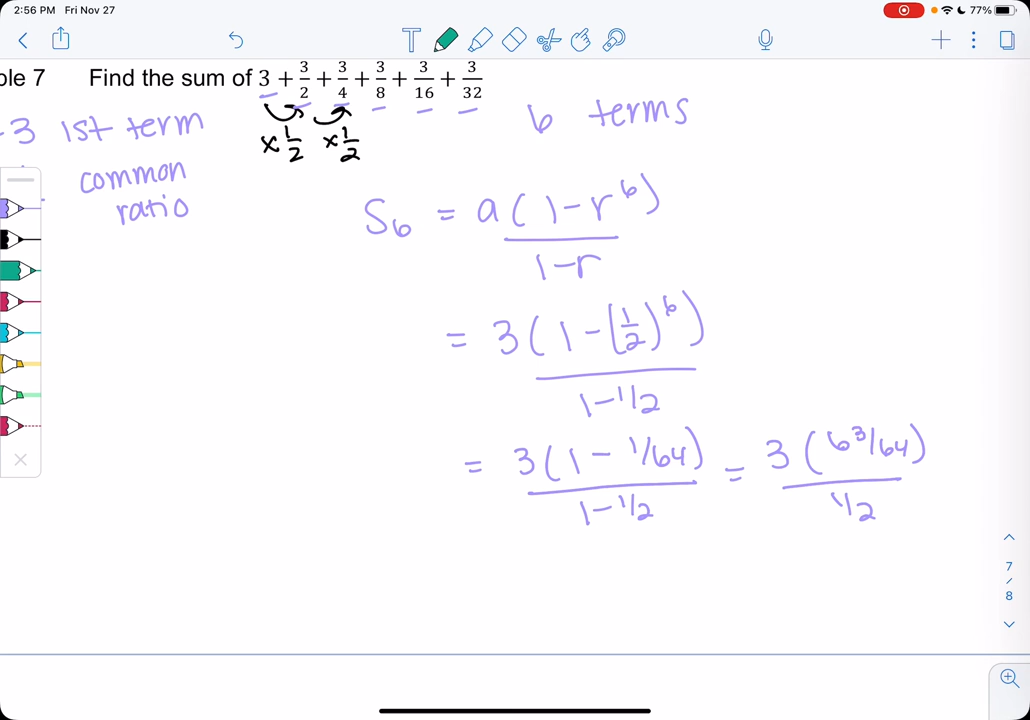 2:56 PM Fri Nov 27 77%
ole 7 Find the sum of 3 + 3/2 + 3/4 + 3/8 + 3/16 + 3/32
-3 1st term ×1/2 ×1/2 6 terms
common
ratio
S₆ = a(1-r⁶)/1-r
= 3(1-(1/2)⁶)/1-1/2
= 3(1-1/64)/1-1/2 = 3(63/64)/1/2
7
/
8